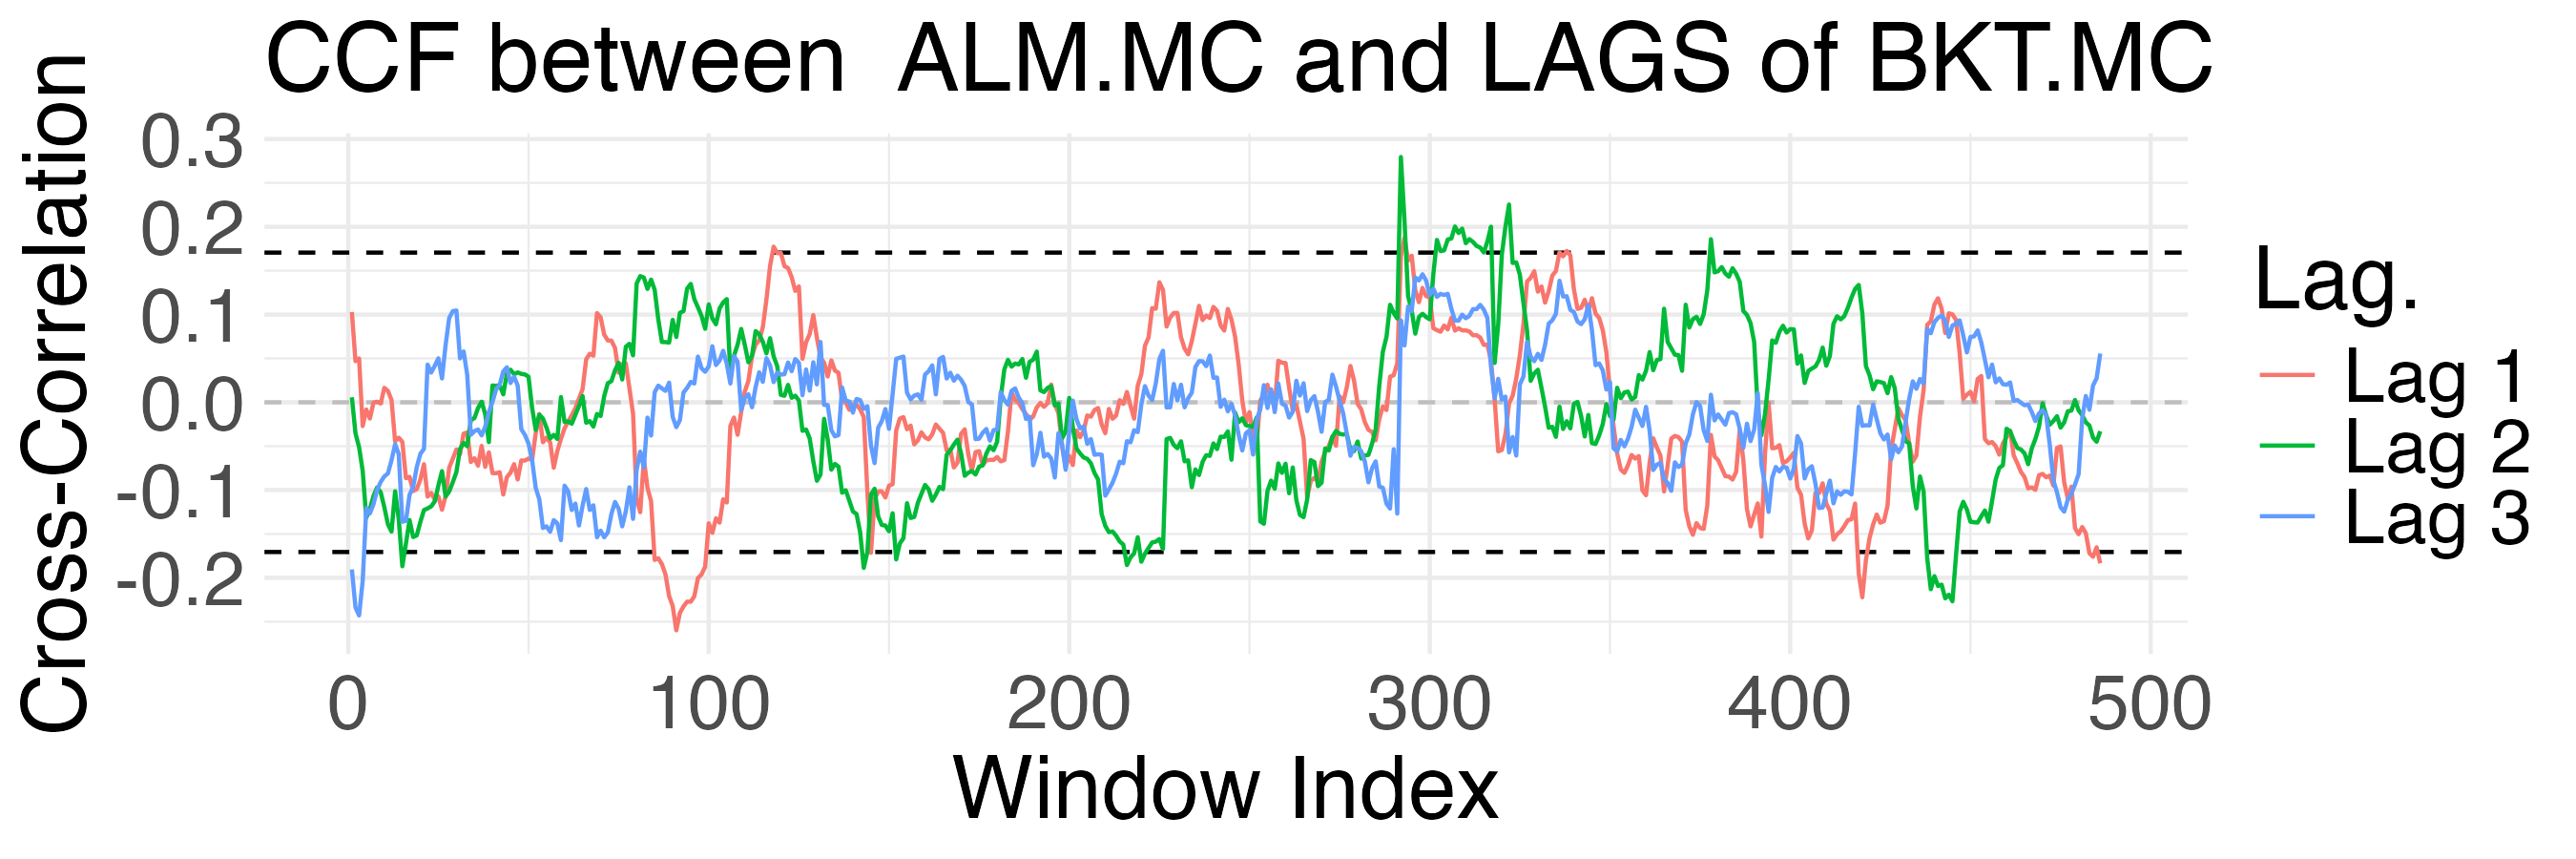 CCF between  ALM.MC and LAGS of BKT.MC
Cross-Correlation
0.3
0.2
0.1
0.0
-0.1
-0.2
0 100 200 300 400 500
Window Index
Lag.
Lag 1
Lag 2
Lag 3